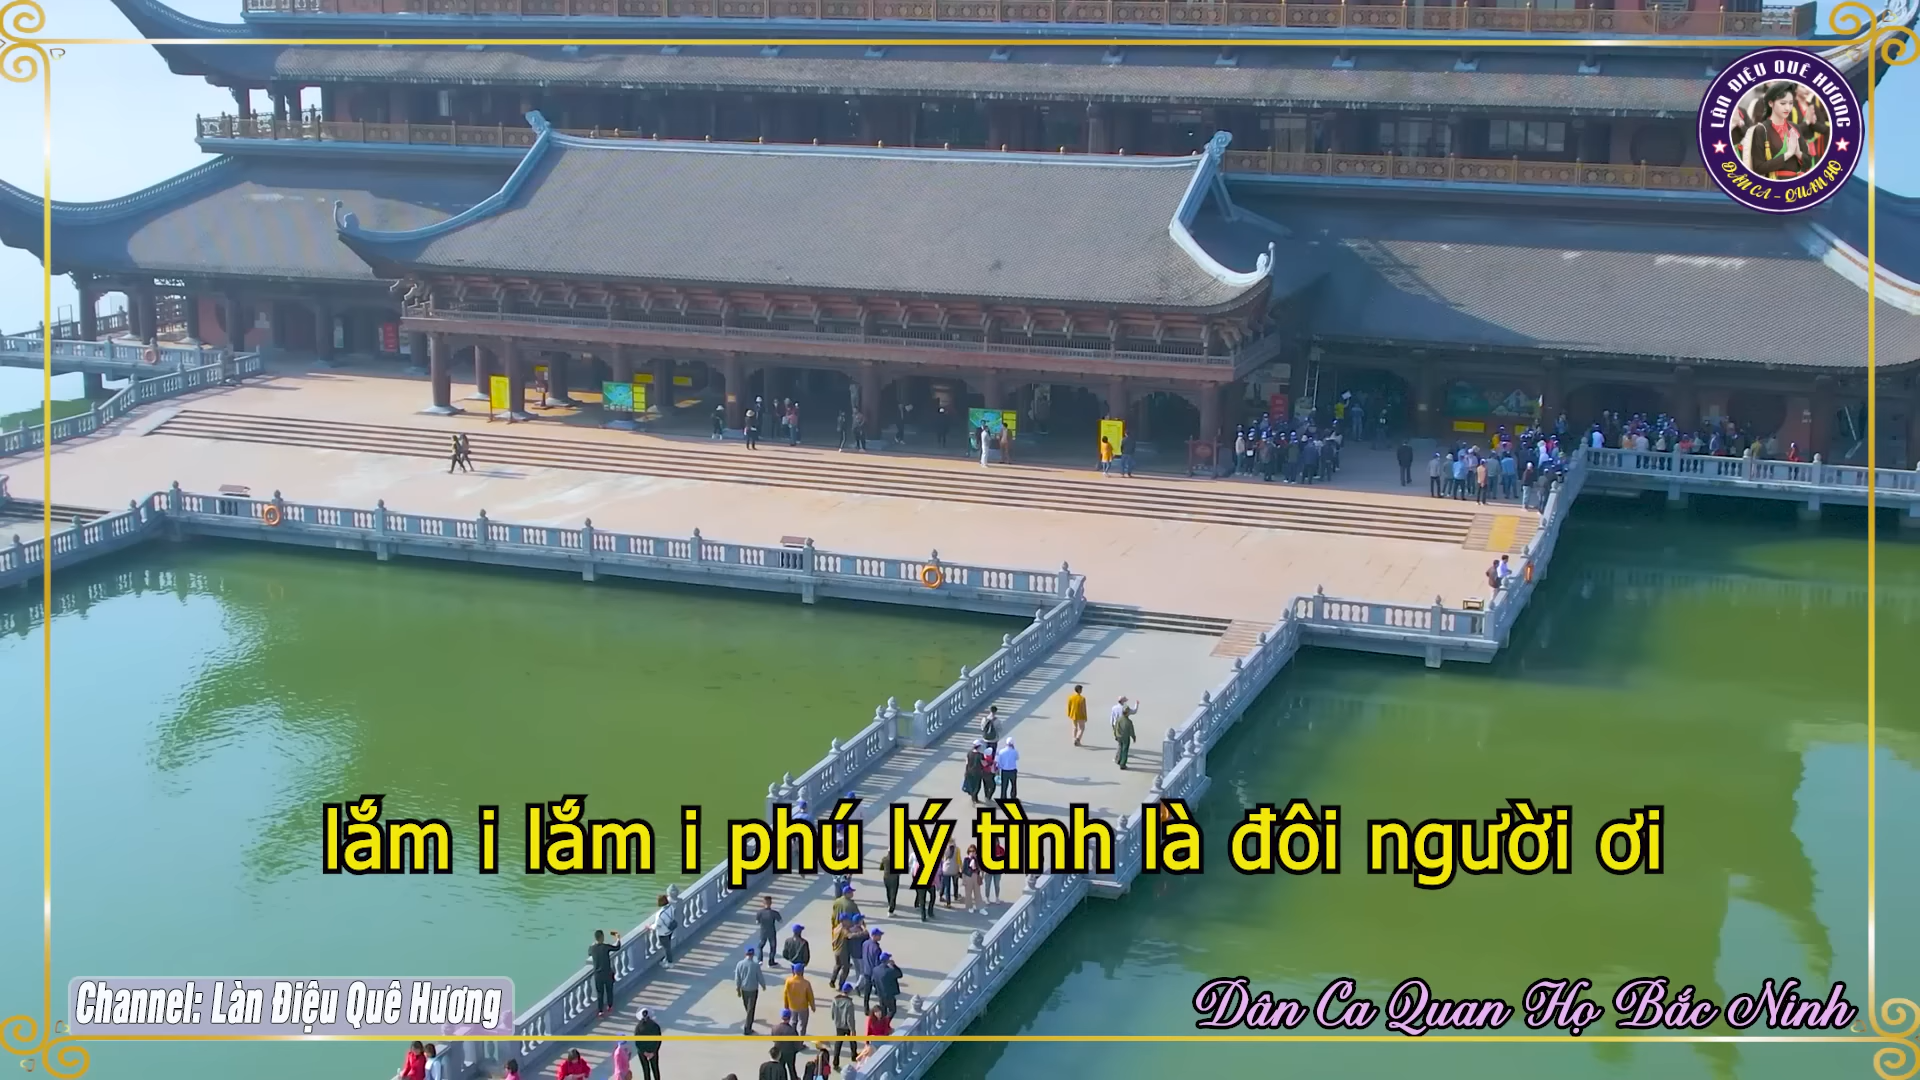 LÀN ĐIỆU QUÊ HƯƠNG
DÂN CA - QUAN HỌ
lắm i lắm i phú lý tình là đôi người ơi
Channel: Làn Điệu Quê Hương
Dân Ca Quan Họ Bắc Ninh